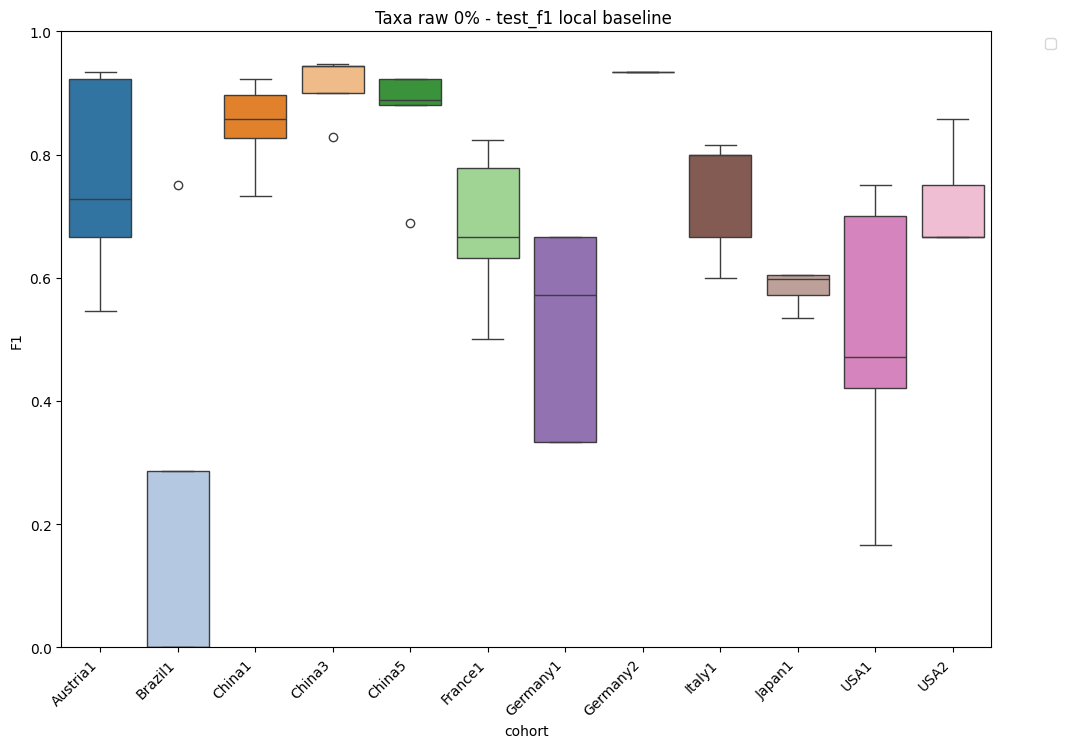 Taxa raw 0% - test_f1 local baseline
1.0
0.8
0.6
0.4
0.2
0.0
F1
Austria1
Brazil1
China1
China3
China5
France1
Germany1
Germany2
Italy1
Japan1
USA1
USA2
cohort